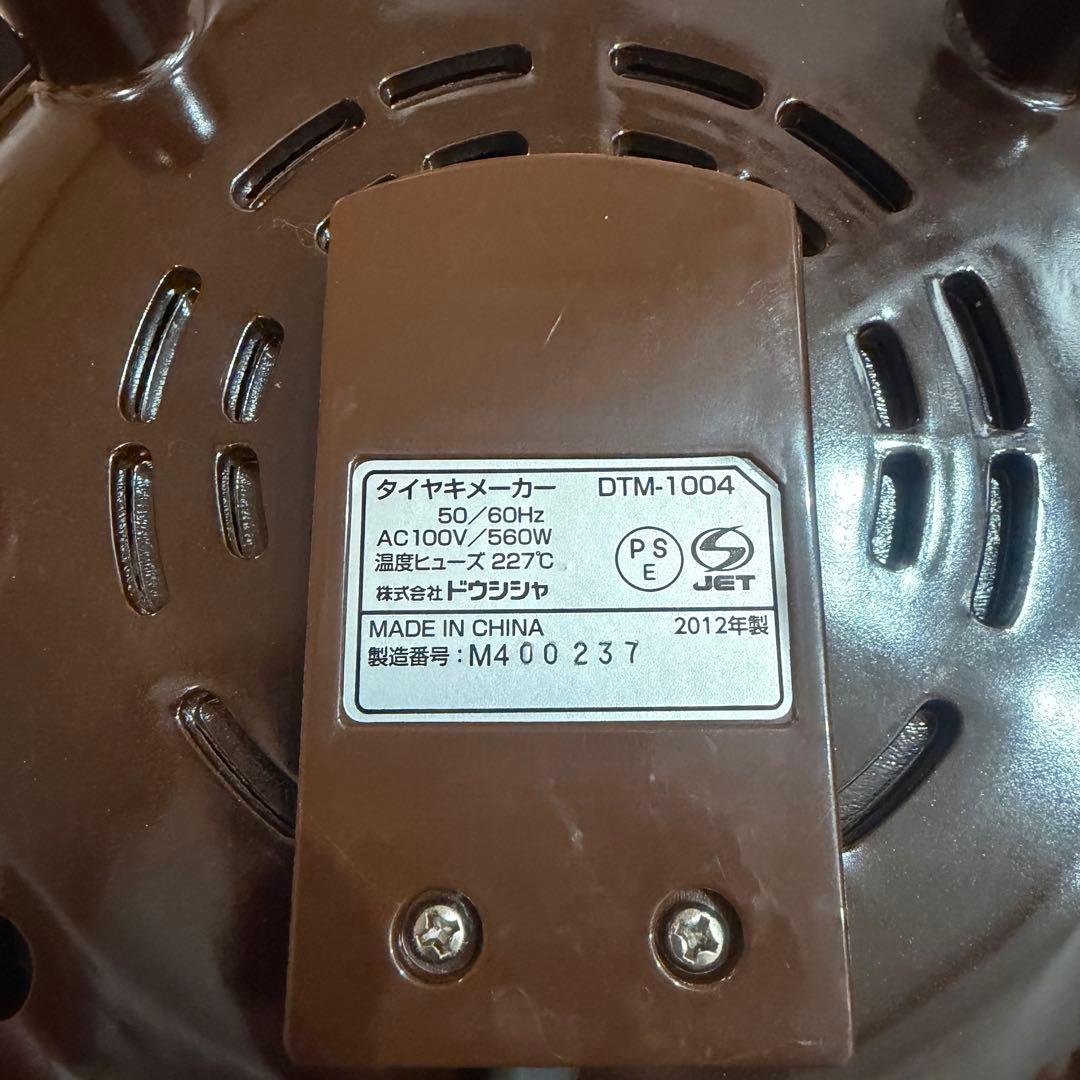 タイヤキメーカー DTM-1004
50/60Hz
AC100V/560W
温度ヒューズ 227℃
株式会社 ドウシシャ
PS
E
JET
MADE IN CHINA 2012年製
製造番号:M400237